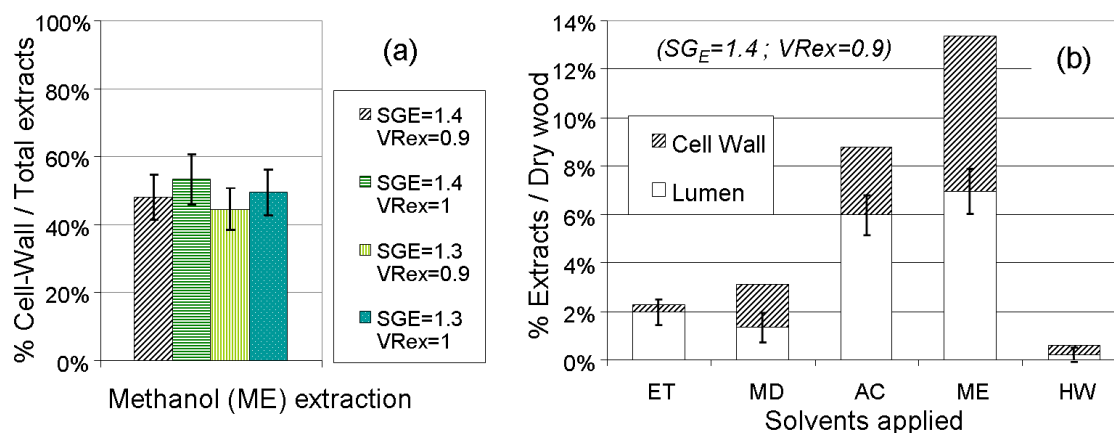 100%
80%
60%
40%
20%
0%
% Cell-Wall / Total extracts
(a)
SGE=1.4
VRex=0.9
SGE=1.4
VRex=1
SGE=1.3
VRex=0.9
SGE=1.3
VRex=1
Methanol (ME) extraction
14%
12%
10%
8%
6%
4%
2%
0%
% Extracts / Dry wood
(SGE=1.4 ; VRex=0.9)
(b)
Cell Wall
Lumen
ET MD AC ME HW
Solvents applied